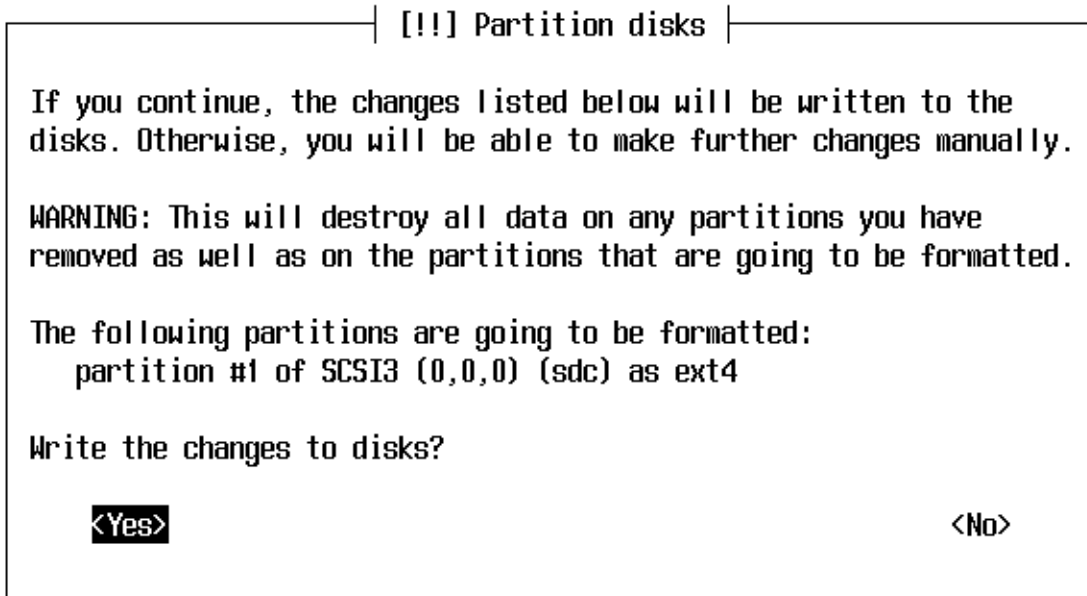 [!!] Partition disks
If you continue, the changes listed below will be written to the
disks. Otherwise, you will be able to make further changes manually.
WARNING: This will destroy all data on any partitions you have
removed as well as on the partitions that are going to be formatted.
The following partitions are going to be formatted:
partition #1 of SCSI3 (0,0,0) (sdc) as ext4
Write the changes to disks?
<Yes> <No>